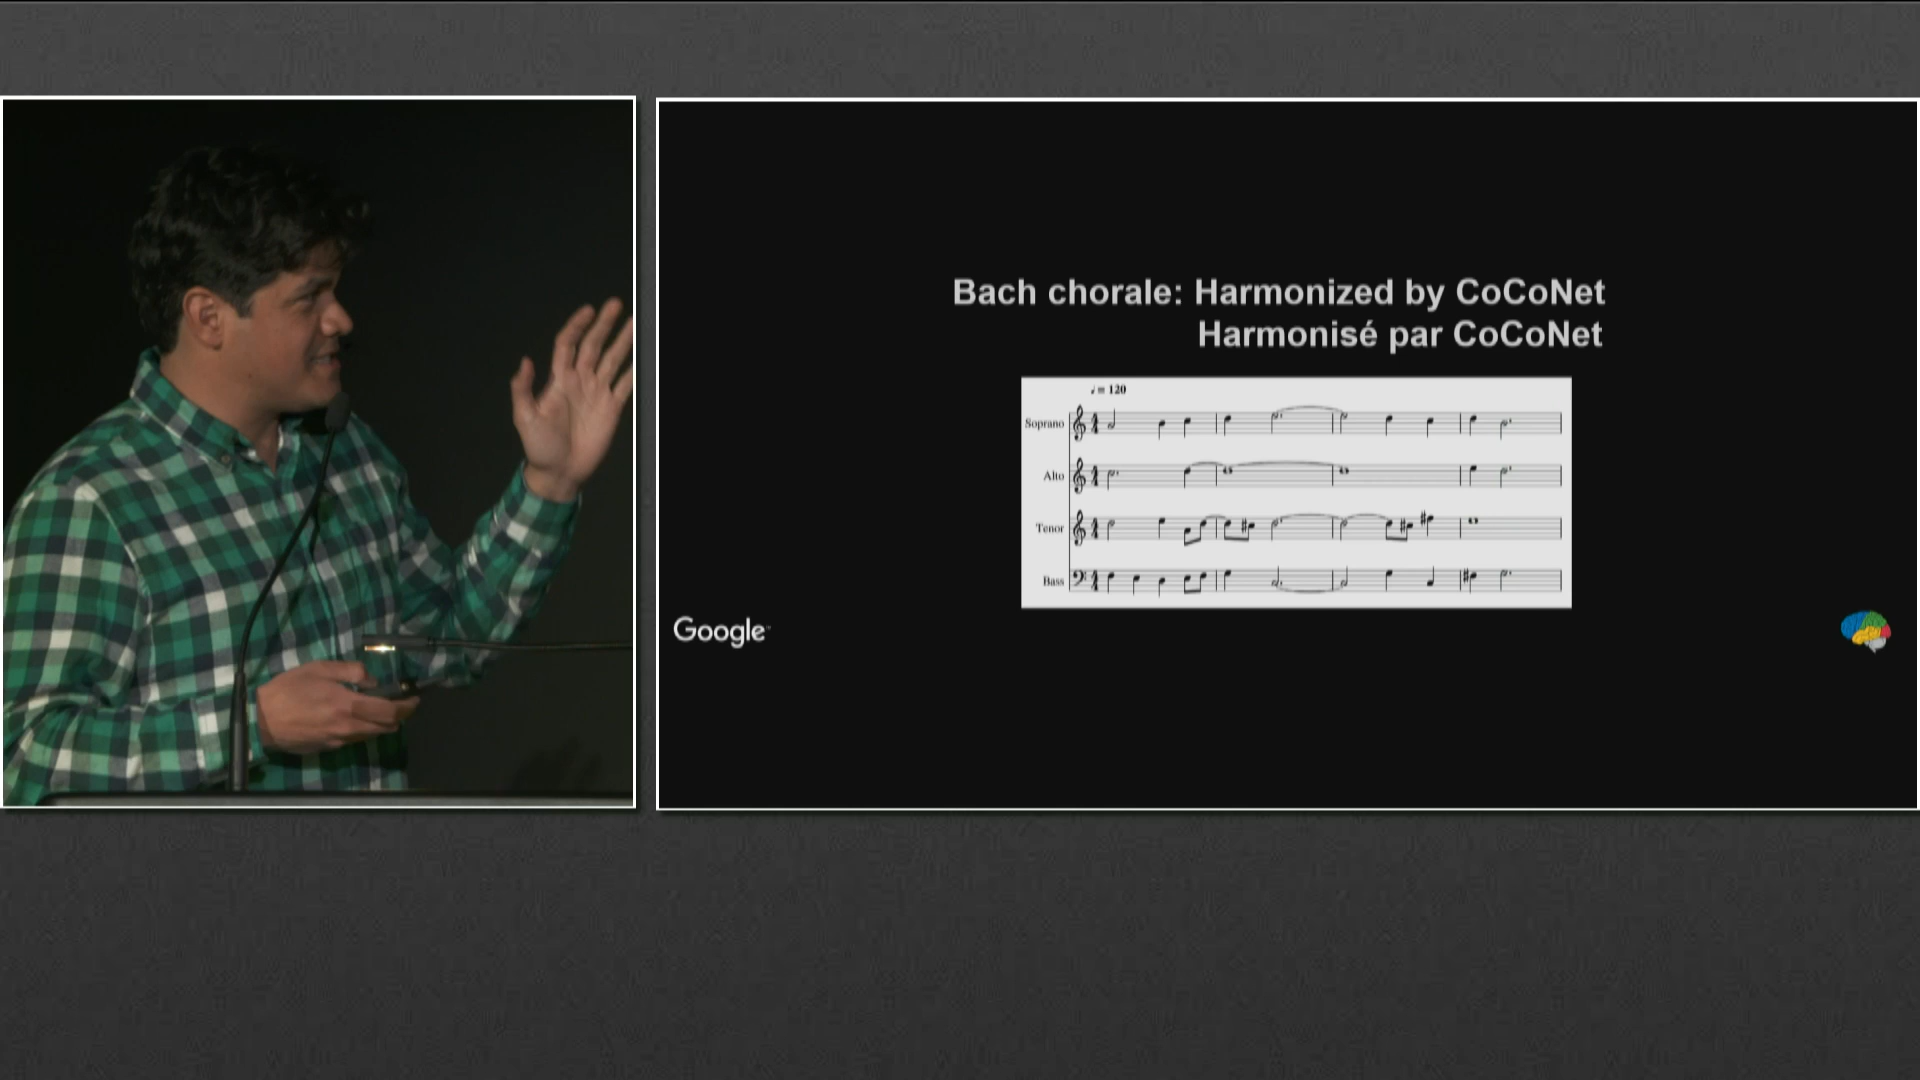 Bach chorale: Harmonized by CoCoNet
Harmonisé par CoCoNet
♩ = 120
Soprano
Alto
Tenor
Bass
Google